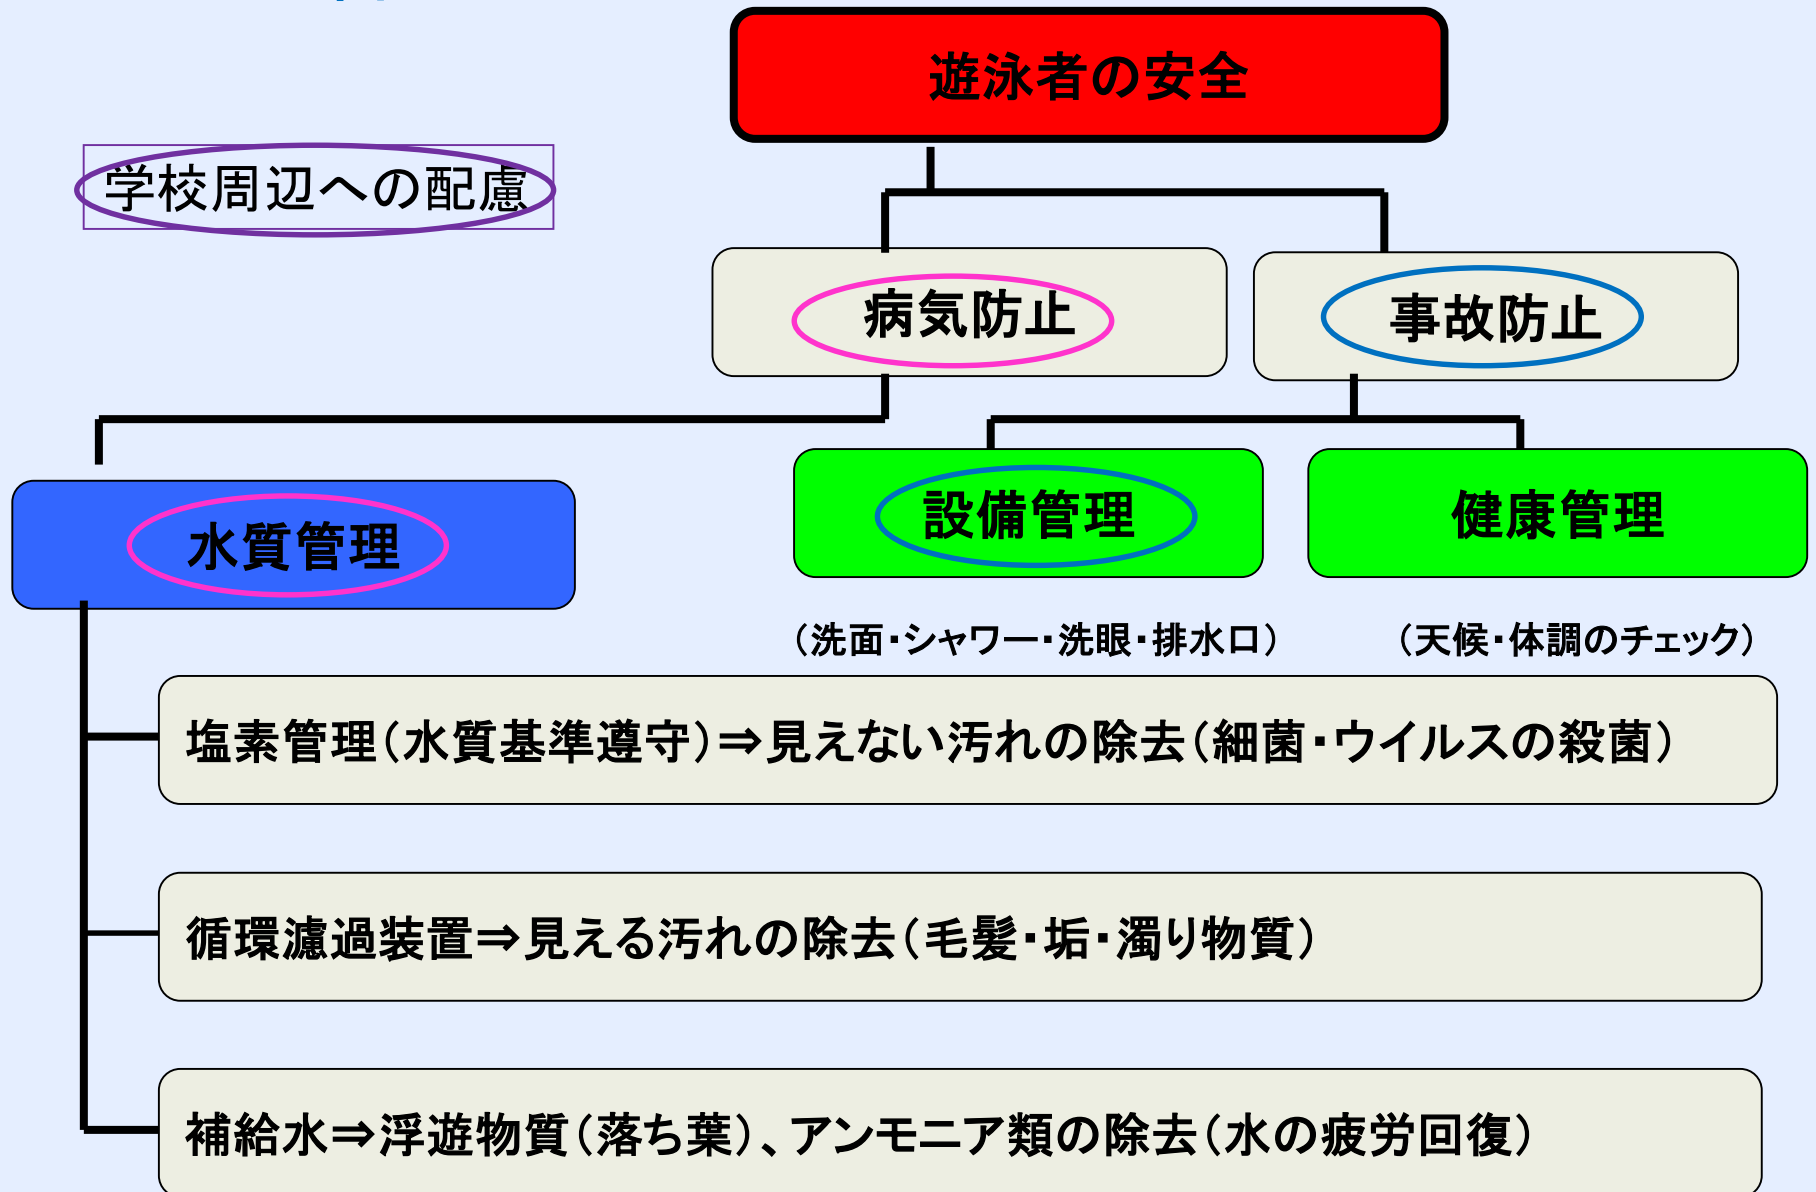 遊泳者の安全
学校周辺への配慮
病気防止
事故防止
水質管理
設備管理
健康管理
（洗面・シャワー・洗眼・排水口）
（天候・体調のチェック）
塩素管理（水質基準遵守）⇒見えない汚れの除去（細菌・ウイルスの殺菌）
循環濾過装置⇒見える汚れの除去（毛髪・垢・濁り物質）
補給水⇒浮遊物質（落ち葉）、アンモニア類の除去（水の疲労回復）